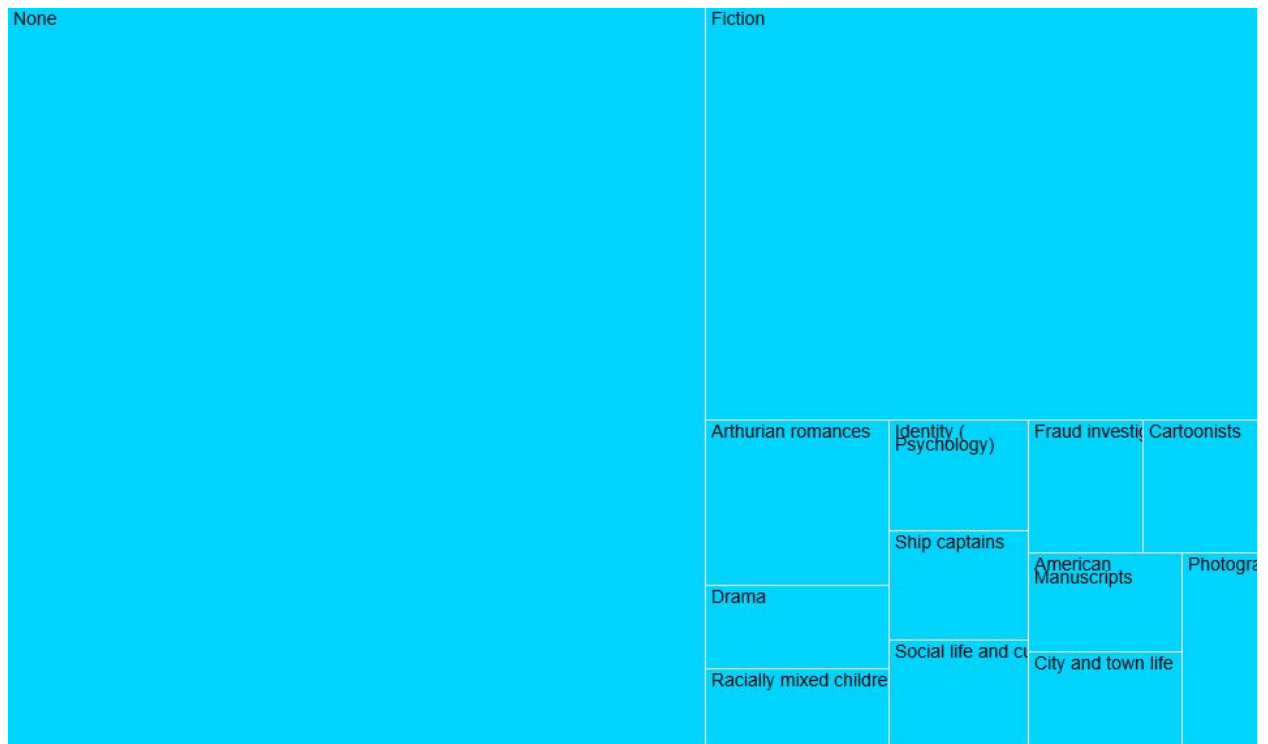 None
Fiction
Arthurian romances
Identity (
Psychology)
Fraud investig
Cartoonists
Ship captains
American
Manuscripts
Photogra
Drama
Social life and cu
City and town life
Racially mixed childre